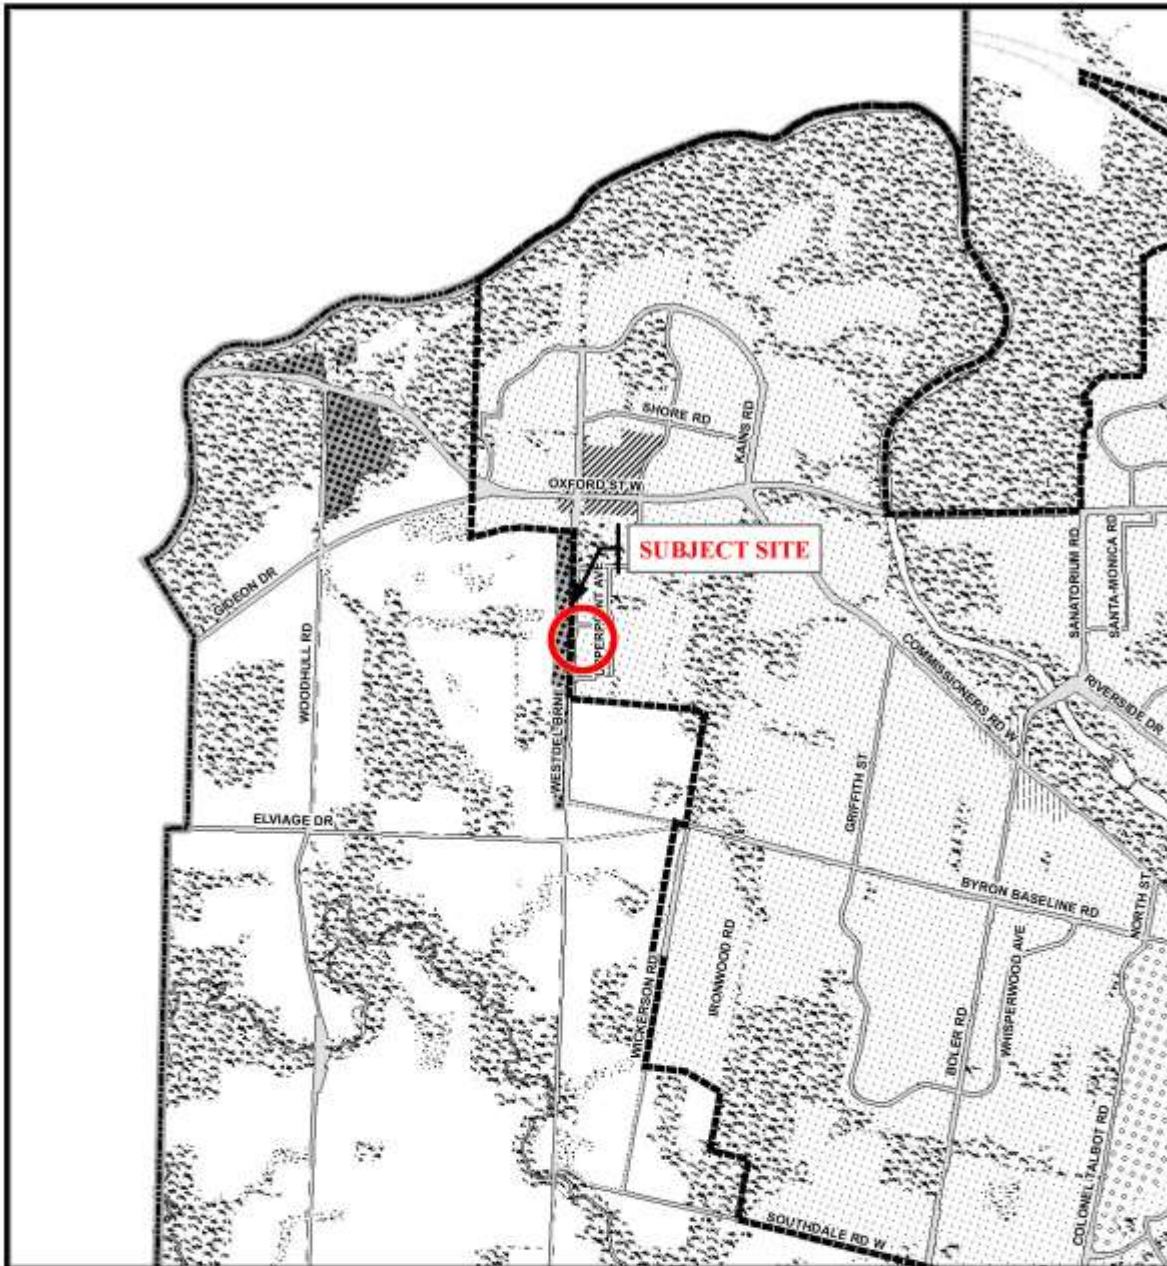 SHORE RD
KAINS RD
OXFORD ST W
SUBJECT SITE
GIDEON DR
WOODHULL RD
WESTDEL BRNE
COMMISSIONERS RD W
SANATORIUM RD
SANTA-MONICA RD
RIVERSIDE DR
GRIFFITH ST
ELVIAGE DR
BYRON BASELINE RD
NORTH ST
IRONWOOD RD
WICKERSON RD
WHISPERWOOD AVE
BOLER RD
COLONEL TALBOT RD
SOUTHDALE RD W